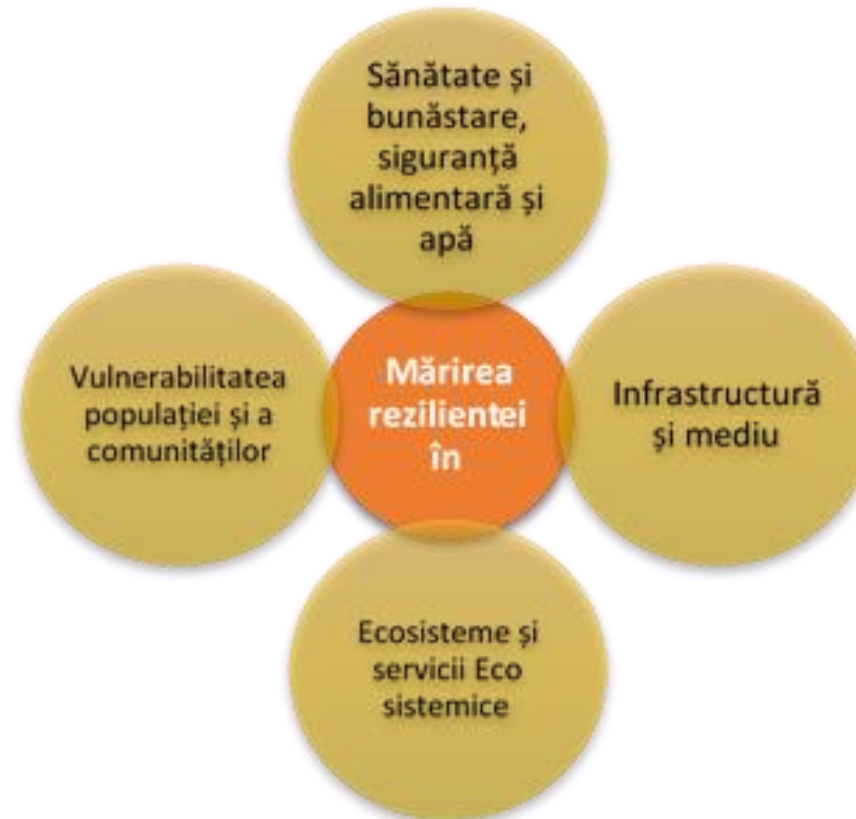 Sănătate și
bunăstare,
siguranță
alimentară și
apă
Vulnerabilitatea
populației și a
comunităților
Mărirea
rezilientei
în
Infrastructură
și mediu
Ecosisteme și
servicii Eco
sistemice